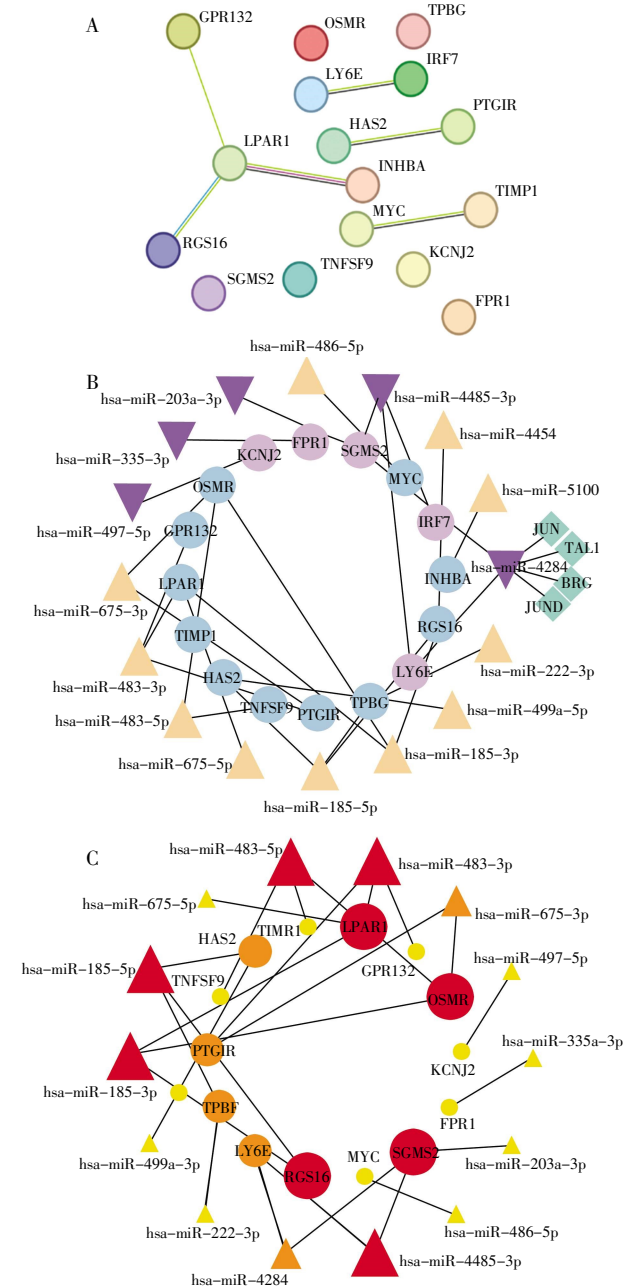 A
GPR132
OSMR
TPBG
LY6E
IRF7
HAS2
PTGIR
LPAR1
INHBA
TIMP1
MYC
RGS16
SGMS2
TNFSF9
KCNJ2
FPR1
B
hsa-miR-486-5p
hsa-miR-203a-3p
hsa-miR-4485-3p
hsa-miR-4454
hsa-miR-335-3p
KCNJ2
FPR1
SGMS2
MYC
OSMR
hsa-miR-5100
hsa-miR-497-5p
GPR132
IRF7
JUN
TAL1
hsa-miR-4284
INHBA
BRG
JUND
LPAR1
hsa-miR-675-3p
TIMP1
RGS16
hsa-miR-483-3p
HAS2
LY6E
hsa-miR-222-3p
TNFSF9
PTGIR
TPBG
hsa-miR-499a-5p
hsa-miR-483-5p
hsa-miR-675-5p
hsa-miR-185-3p
hsa-miR-185-5p
C
hsa-miR-483-5p
hsa-miR-483-3p
hsa-miR-675-5p
hsa-miR-675-3p
HAS2
TIMR1
LPAR1
hsa-miR-185-5p
TNFSF9
GPR132
hsa-miR-497-5p
OSMR
PTGIR
hsa-miR-335a-3p
KCNJ2
hsa-miR-185-3p
TPBF
FPR1
hsa-miR-499a-3p
LY6E
MYC
SGMS2
hsa-miR-203a-3p
RGS16
hsa-miR-222-3p
hsa-miR-486-5p
hsa-miR-4284
hsa-miR-4485-3p